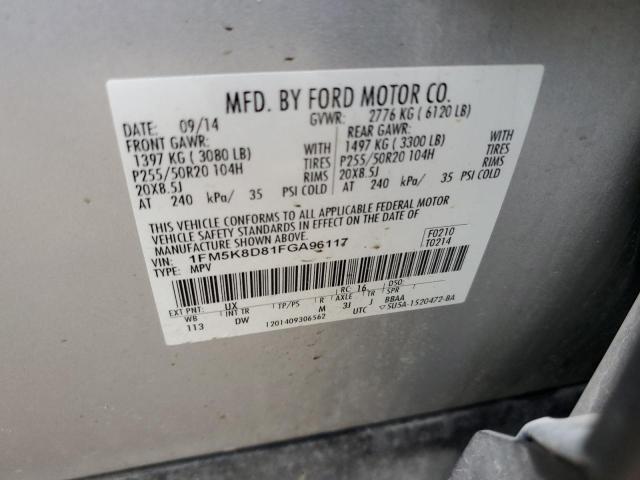 MFD. BY FORD MOTOR CO.
DATE: 09/14 GVWR: 2776 KG ( 6120 LB)
FRONT GAWR: REAR GAWR:
1397 KG ( 3080 LB) WITH 1497 KG ( 3300 LB) WITH
P255/50R20 104H TIRES P255/50R20 104H TIRES
20X8.5J RIMS 20X8.5J RIMS
AT 240 kPa/ 35 PSI COLD AT 240 kPa/ 35 PSI COLD
THIS VEHICLE CONFORMS TO ALL APPLICABLE FEDERAL MOTOR
VEHICLE SAFETY STANDARDS IN EFFECT ON THE DATE OF
MANUFACTURE SHOWN ABOVE.
VIN: 1FM5K8D81FGA96117 F0210
TYPE: MPV T0214
EXT PNT: UX RC: 16 DSO:
WB INT TR TP/PS R AXLE TR SPR
113 DW M 3J J BBAA
1201409306562 UTC ▽5U5A-1520472-BA